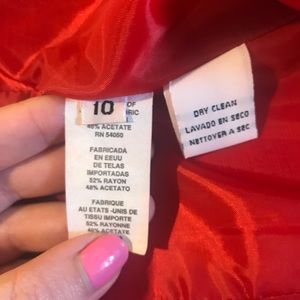 10
OF
48% ACETATE
RN 54050
FABRICADA
EN EEUU
DE TELAS
IMPORTADAS
52% RAYON
48% ACETATO
FABRIQUE
AU ETATS -UNIS DE
TISSU IMPORTE
52% RAYONNE
48% ACETATE
DRY CLEAN
LAVADO EN SECO
NETTOYER A SEC